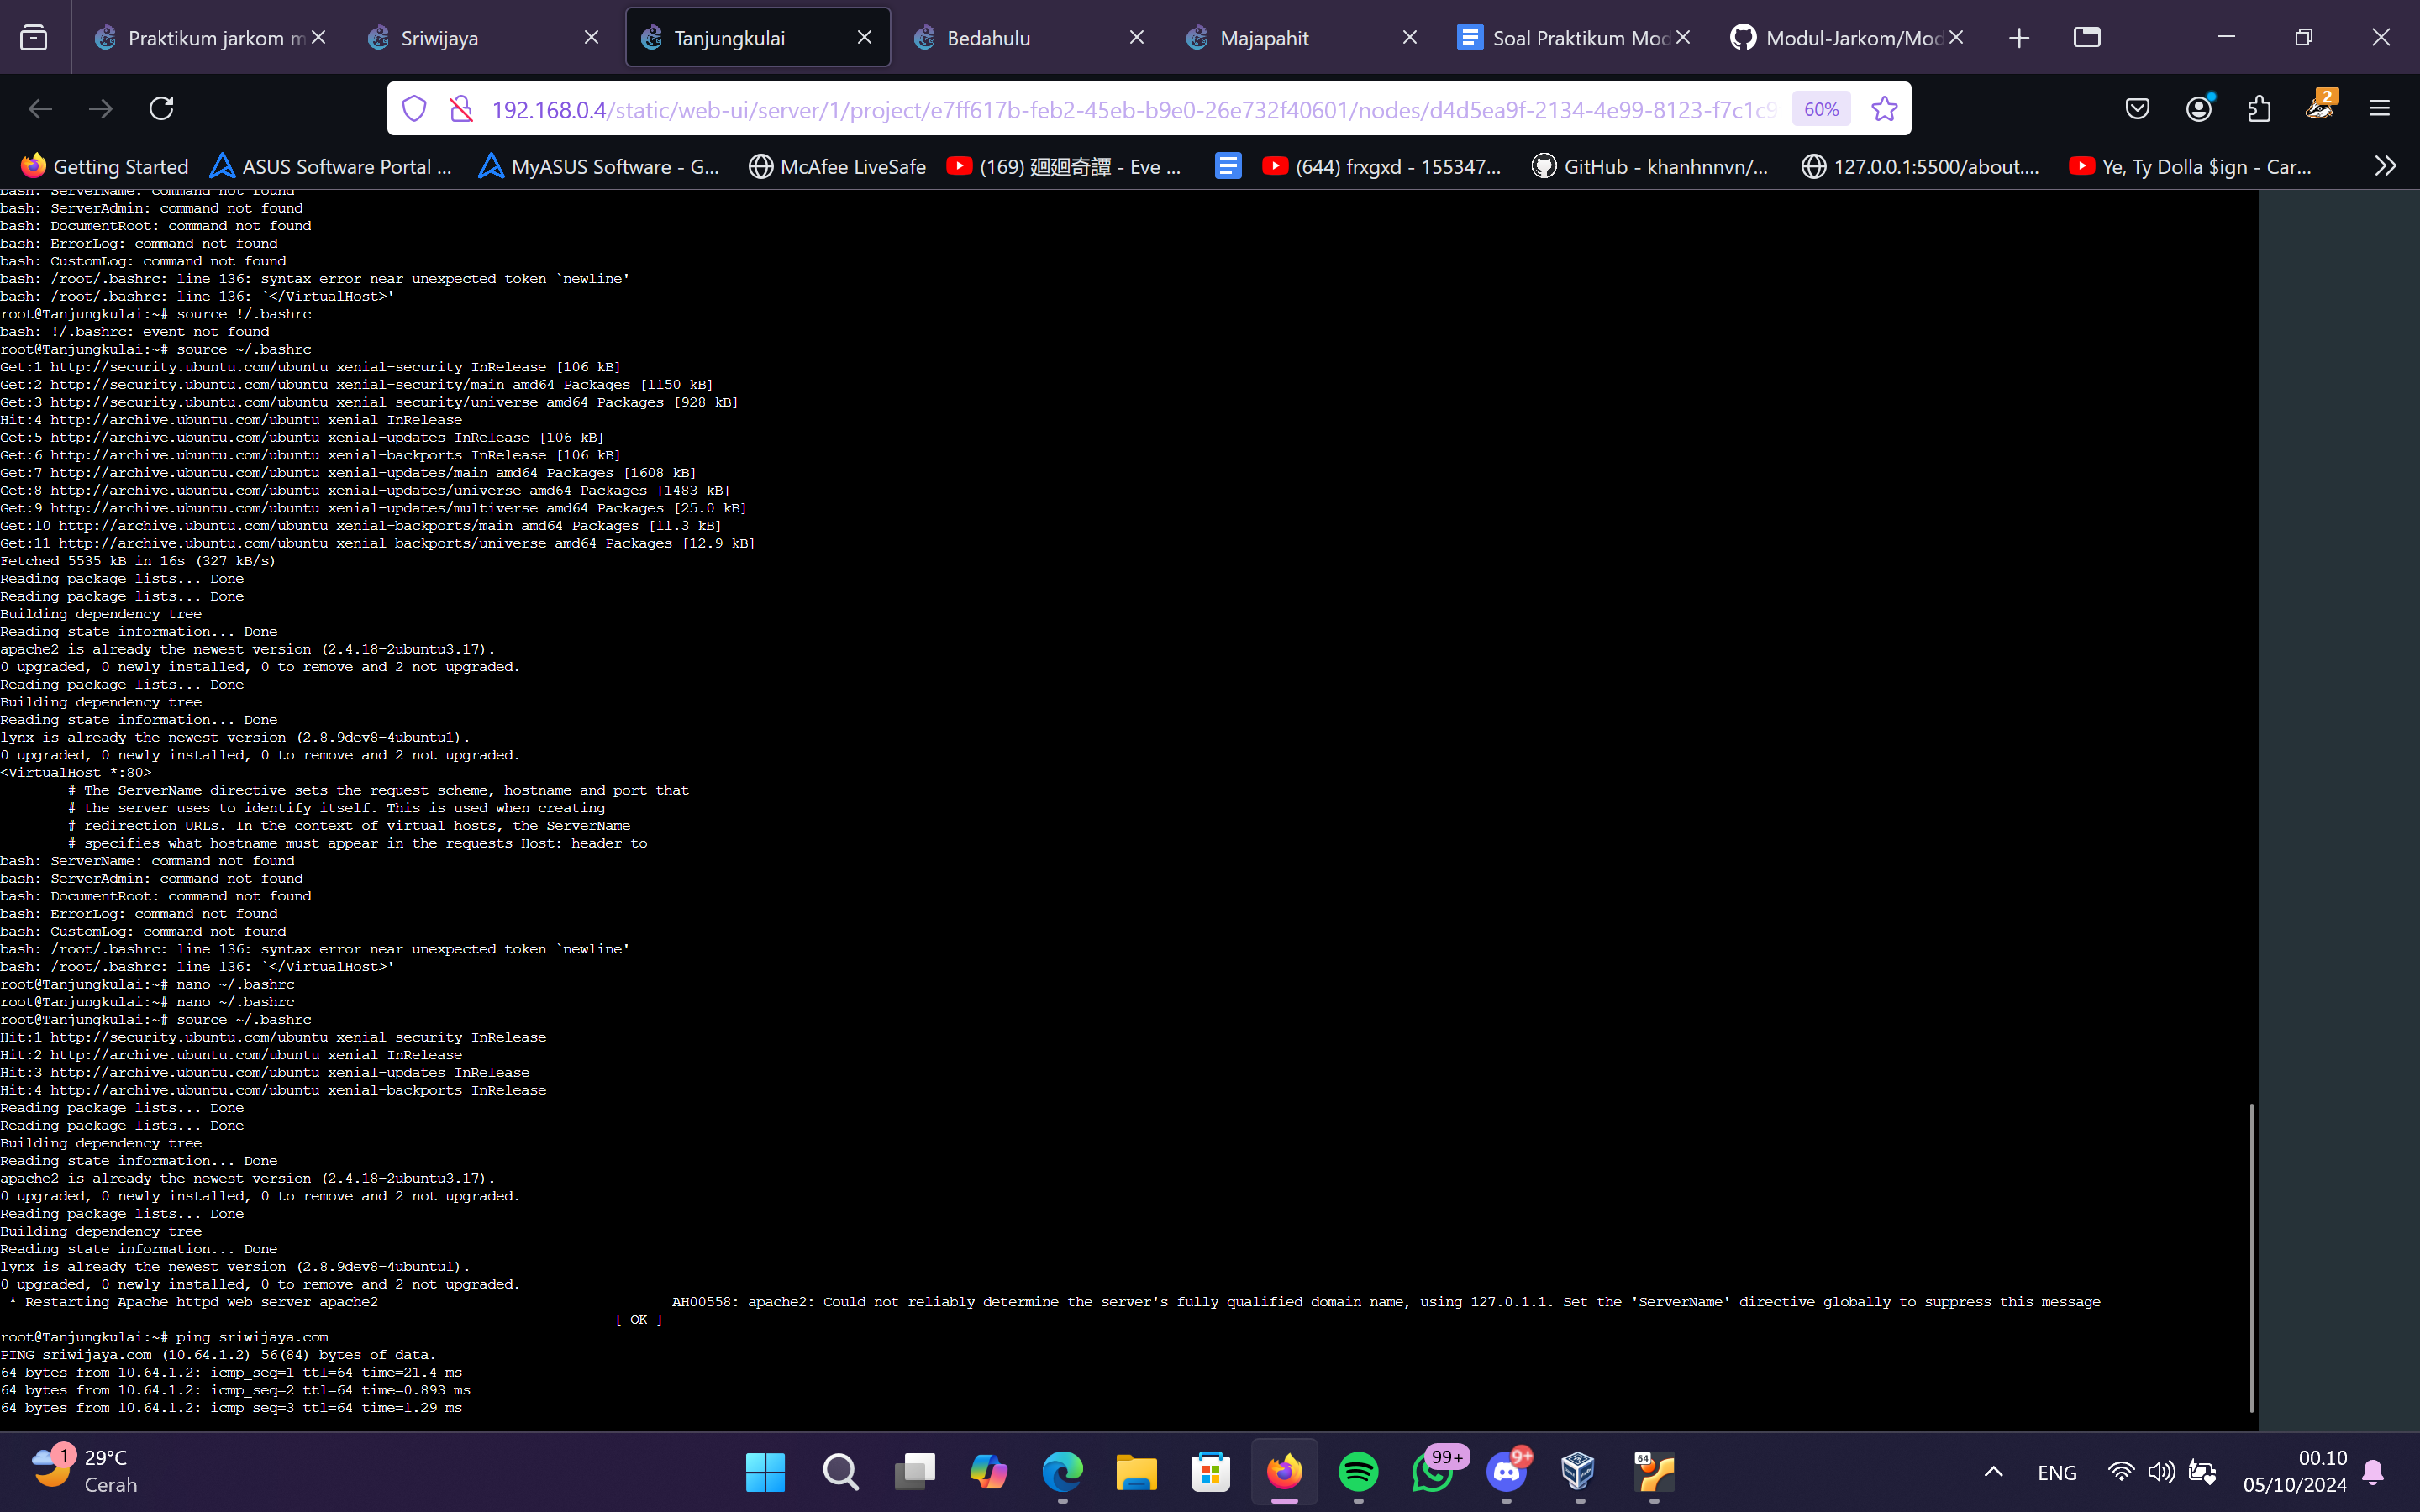 Praktikum jarkom m
Sriwijaya
Tanjungkulai
Bedahulu
Majapahit
Soal Praktikum Mod
Modul-Jarkom/Mod
192.168.0.4/static/web-ui/server/1/project/e7ff617b-feb2-45eb-b9e0-26e732f40601/nodes/d4d5ea9f-2134-4e99-8123-f7c1c9
60%
2
Getting Started
ASUS Software Portal ...
MyASUS Software - G...
McAfee LiveSafe
(169) 廻廻奇譚 - Eve ...
(644) frxgxd - 155347...
GitHub - khanhnnvn/...
127.0.0.1:5500/about....
Ye, Ty Dolla $ign - Car...
bash: ServerName: command not found
bash: ServerAdmin: command not found
bash: DocumentRoot: command not found
bash: ErrorLog: command not found
bash: CustomLog: command not found
bash: /root/.bashrc: line 136: syntax error near unexpected token `newline'
bash: /root/.bashrc: line 136: `</VirtualHost>'
root@Tanjungkulai:~# source !/.bashrc
bash: !/.bashrc: event not found
root@Tanjungkulai:~# source ~/.bashrc
Get:1 http://security.ubuntu.com/ubuntu xenial-security InRelease [106 kB]
Get:2 http://security.ubuntu.com/ubuntu xenial-security/main amd64 Packages [1150 kB]
Get:3 http://security.ubuntu.com/ubuntu xenial-security/universe amd64 Packages [928 kB]
Hit:4 http://archive.ubuntu.com/ubuntu xenial InRelease
Get:5 http://archive.ubuntu.com/ubuntu xenial-updates InRelease [106 kB]
Get:6 http://archive.ubuntu.com/ubuntu xenial-backports InRelease [106 kB]
Get:7 http://archive.ubuntu.com/ubuntu xenial-updates/main amd64 Packages [1608 kB]
Get:8 http://archive.ubuntu.com/ubuntu xenial-updates/universe amd64 Packages [1483 kB]
Get:9 http://archive.ubuntu.com/ubuntu xenial-updates/multiverse amd64 Packages [25.0 kB]
Get:10 http://archive.ubuntu.com/ubuntu xenial-backports/main amd64 Packages [11.3 kB]
Get:11 http://archive.ubuntu.com/ubuntu xenial-backports/universe amd64 Packages [12.9 kB]
Fetched 5535 kB in 16s (327 kB/s)
Reading package lists... Done
Reading package lists... Done
Building dependency tree
Reading state information... Done
apache2 is already the newest version (2.4.18-2ubuntu3.17).
0 upgraded, 0 newly installed, 0 to remove and 2 not upgraded.
Reading package lists... Done
Building dependency tree
Reading state information... Done
lynx is already the newest version (2.8.9dev8-4ubuntu1).
0 upgraded, 0 newly installed, 0 to remove and 2 not upgraded.
<VirtualHost *:80>
# The ServerName directive sets the request scheme, hostname and port that
# the server uses to identify itself. This is used when creating
# redirection URLs. In the context of virtual hosts, the ServerName
# specifies what hostname must appear in the requests Host: header to
bash: ServerName: command not found
bash: ServerAdmin: command not found
bash: DocumentRoot: command not found
bash: ErrorLog: command not found
bash: CustomLog: command not found
bash: /root/.bashrc: line 136: syntax error near unexpected token `newline'
bash: /root/.bashrc: line 136: `</VirtualHost>'
root@Tanjungkulai:~# nano ~/.bashrc
root@Tanjungkulai:~# nano ~/.bashrc
root@Tanjungkulai:~# source ~/.bashrc
Hit:1 http://security.ubuntu.com/ubuntu xenial-security InRelease
Hit:2 http://archive.ubuntu.com/ubuntu xenial InRelease
Hit:3 http://archive.ubuntu.com/ubuntu xenial-updates InRelease
Hit:4 http://archive.ubuntu.com/ubuntu xenial-backports InRelease
Reading package lists... Done
Reading package lists... Done
Building dependency tree
Reading state information... Done
apache2 is already the newest version (2.4.18-2ubuntu3.17).
0 upgraded, 0 newly installed, 0 to remove and 2 not upgraded.
Reading package lists... Done
Building dependency tree
Reading state information... Done
lynx is already the newest version (2.8.9dev8-4ubuntu1).
0 upgraded, 0 newly installed, 0 to remove and 2 not upgraded.
* Restarting Apache httpd web server apache2 AH00558: apache2: Could not reliably determine the server's fully qualified domain name, using 127.0.1.1. Set the 'ServerName' directive globally to suppress this message
[ OK ]
root@Tanjungkulai:~# ping sriwijaya.com
PING sriwijaya.com (10.64.1.2) 56(84) bytes of data.
64 bytes from 10.64.1.2: icmp_seq=1 ttl=64 time=21.4 ms
64 bytes from 10.64.1.2: icmp_seq=2 ttl=64 time=0.893 ms
64 bytes from 10.64.1.2: icmp_seq=3 ttl=64 time=1.29 ms
1
29°C
Cerah
99+
9+
64
ENG
00.10
05/10/2024